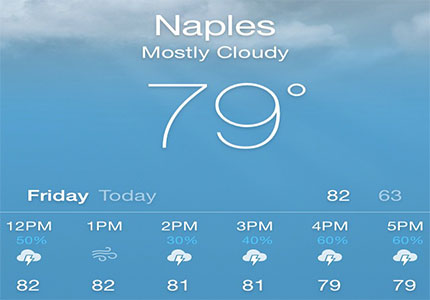 Naples
Mostly Cloudy
79°
Friday Today 82 63
12PM 1PM 2PM 3PM 4PM 5PM
50% 30% 40% 60% 60%
82 82 81 81 79 79